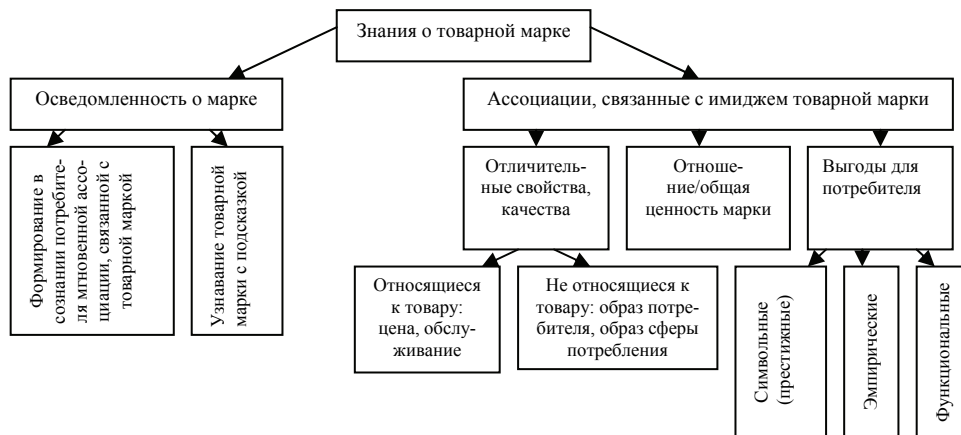 Знания о товарной марке
Осведомленность о марке
Ассоциации, связанные с имиджем товарной марки
Формирование в
сознании потребите-
ля мгновенной ассо-
циации, связанной с
товарной маркой
Узнавание товарной
марки с подсказкой
Отличитель-
ные свойства,
качества
Отноше-
ние/общая
ценность марки
Выгоды для
потребителя
Относящиеся
к товару:
цена, обслу-
живание
Не относящиеся к
товару: образ потре-
бителя, образ сферы
потребления
Символьные
(престижные)
Эмпирические
Функциональные